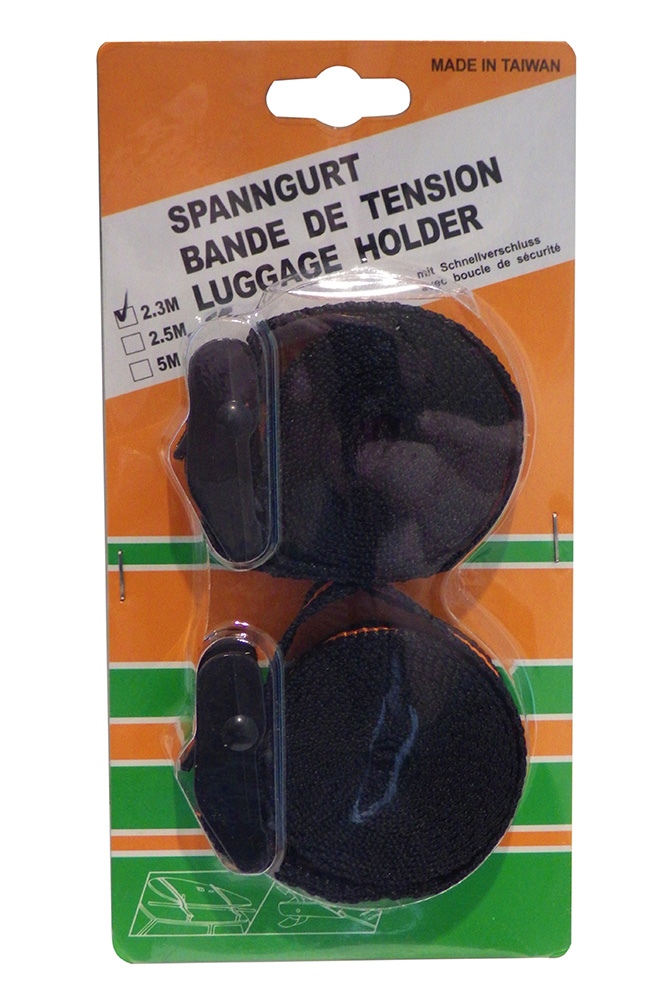 MADE IN TAIWAN
SPANNGURT
BANDE DE TENSION
LUGGAGE HOLDER
mit Schnellverschluss
avec boucle de sécurité
2.3M
2.5M
5M